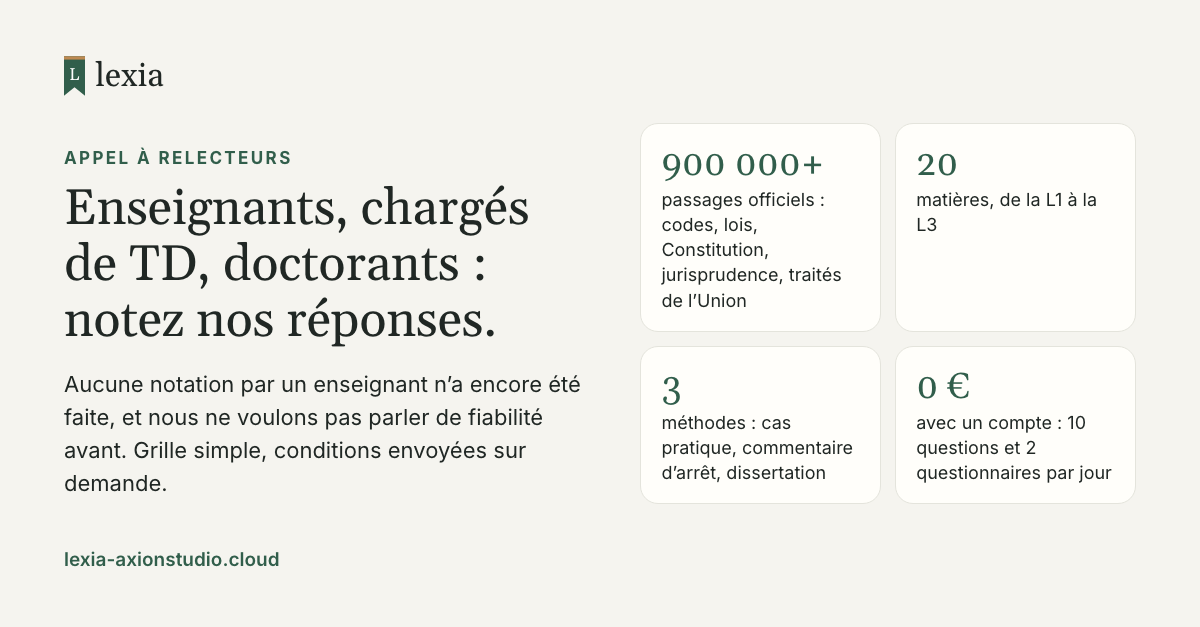 L lexia
APPEL À RELECTEURS
Enseignants, chargés
de TD, doctorants :
notez nos réponses.
Aucune notation par un enseignant n’a encore été
faite, et nous ne voulons pas parler de fiabilité
avant. Grille simple, conditions envoyées sur
demande.
lexia-axionstudio.cloud
900 000+
passages officiels :
codes, lois,
Constitution,
jurisprudence, traités
de l’Union
20
matières, de la L1 à la
L3
3
méthodes : cas
pratique, commentaire
d’arrêt, dissertation
0 €
avec un compte : 10
questions et 2
questionnaires par jour